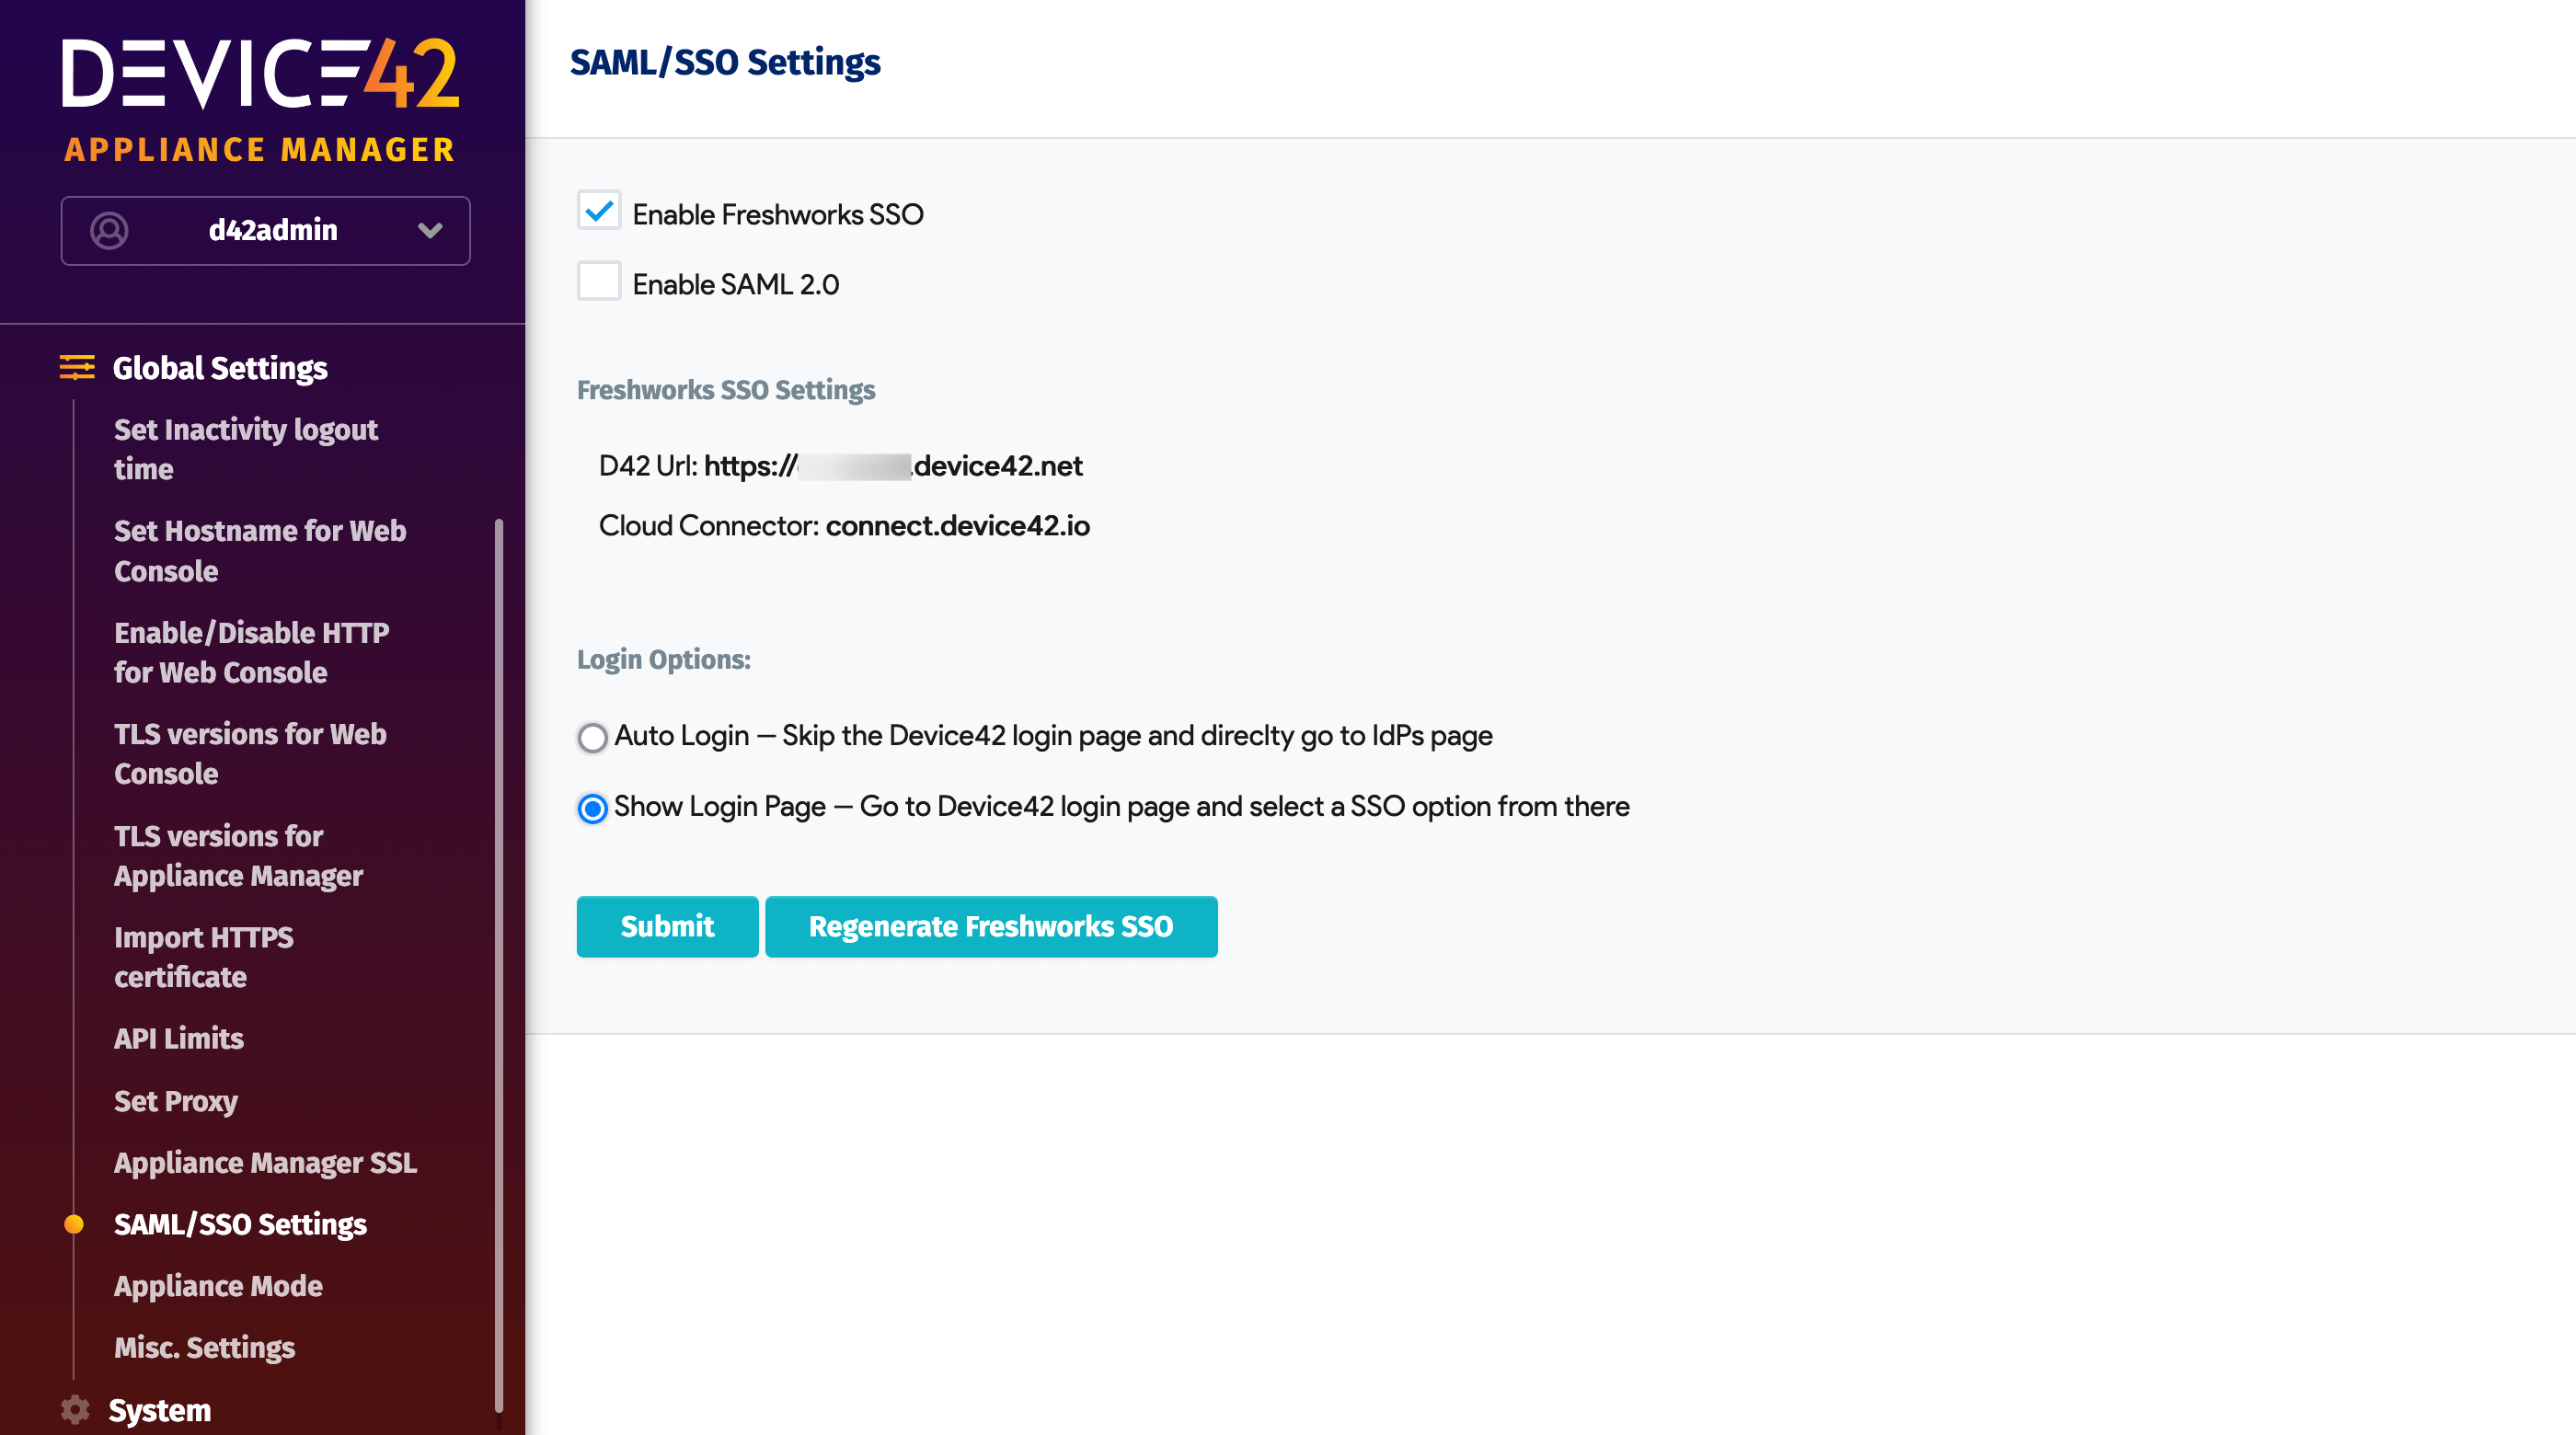 DEVICE42
APPLIANCE MANAGER
d42admin
Global Settings
Set Inactivity logout
time
Set Hostname for Web
Console
Enable/Disable HTTP
for Web Console
TLS versions for Web
Console
TLS versions for
Appliance Manager
Import HTTPS
certificate
API Limits
Set Proxy
Appliance Manager SSL
SAML/SSO Settings
Appliance Mode
Misc. Settings
System
SAML/SSO Settings
Enable Freshworks SSO
Enable SAML 2.0
Freshworks SSO Settings
D42 Url: https:// .device42.net
Cloud Connector: connect.device42.io
Login Options:
Auto Login — Skip the Device42 login page and direclty go to IdPs page
Show Login Page — Go to Device42 login page and select a SSO option from there
Submit
Regenerate Freshworks SSO